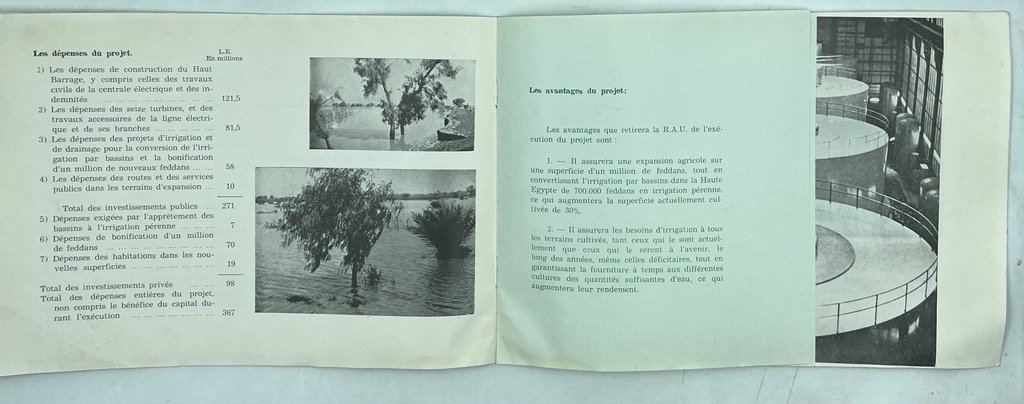 Les dépenses du projet.
L.E.
En millions
1) Les dépenses de construction du Haut
Barrage, y compris celles des travaux
civils de la centrale électrique et des in-
demnités ... ... ... ... ... ... ... ... 121,5
2) Les dépenses des seize turbines, et des
travaux accessoires de la ligne électri-
que et de ses branches ... ... ... ... 81,5
3) Les dépenses des projets d'irrigation et
de drainage pour la conversion de l'irri-
gation par bassins et la bonification
d'un million de nouveaux feddans ... ... 58
4) Les dépenses des routes et des services
publics dans les terrains d'expansion ... 10
Total des investissements publics ... 271
5) Dépenses exigées par l'apprêtement des
bassins à l'irrigation pérenne ... ... ... 7
6) Dépenses de bonification d'un million
de feddans ... ... ... ... ... ... ... 70
7) Dépenses des habitations dans les nou-
velles superficies ... ... ... ... ... ... 19
Total des investissements privés ... ... 98
Total des dépenses entières du projet,
non compris le bénéfice du capital du-
rant l'exécution ... ... ... ... ... ... 367
Les avantages du projet:
Les avantages que retirera la R.A.U. de l'exé-
cution du projet sont :
1. — Il assurera une expansion agricole sur
une superficie d'un million de feddans, tout en
convertissant l'irrigation par bassins dans la Haute
Egypte de 700.000 feddans en irrigation pérenne,
ce qui augmentera la superficie actuellement cul-
tivée de 30%.
2. — Il assurera les besoins d'irrigation à tous
les terrains cultivés, tant ceux qui le sont actuel-
lement que ceux qui le seront à l'avenir, le
long des années, même celles déficitaires, tout en
garantissant la fourniture à temps aux différentes
cultures des quantités suffisantes d'eau, ce qui
augmentera leur rendement.